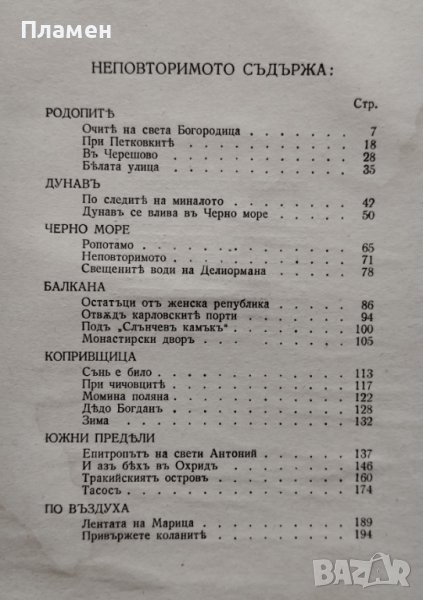 Пламен
НЕПОВТОРИМОТО СЪДЪРЖА:
Стр.
РОДОПИТѢ
Очитѣ на света Богородица . . . . . . . 7
При Петковкитѣ . . . . . . . . . . 18
Въ Черешово . . . . . . . . . . . 28
Бѣлата улица . . . . . . . . . . . 35
ДУНАВЪ
По следитѣ на миналото . . . . . . . . 42
Дунавъ се влива въ Черно море . . . . . . 50
ЧЕРНО МОРЕ
Ропотамо . . . . . . . . . . . . 65
Неповторимото . . . . . . . . . . . 71
Свещенитѣ води на Делиормана . . . . . . 78
БАЛКАНА
Остатъци отъ женска република . . . . . . 86
Отвѫдъ карловскитѣ порти . . . . . . . 94
Подъ „Слънчевъ камъкъ“ . . . . . . . . 100
Монастирски дворъ . . . . . . . . . 105
КОПРИВЩИЦА
Сънь е било . . . . . . . . . . . 113
При чичовцитѣ . . . . . . . . . . . 117
Момина поляна . . . . . . . . . . . 122
Дѣдо Богданъ . . . . . . . . . . . 128
Зима . . . . . . . . . . . . . . 132
ЮЖНИ ПРЕДѢЛИ
Епитропътъ на свети Антоний . . . . . . . 137
И азъ бѣхъ въ Охридъ . . . . . . . . . 146
Тракийскиятъ островъ . . . . . . . . . 160
Тасосъ . . . . . . . . . . . . . 174
ПО ВЪЗДУХА
Лентата на Марица . . . . . . . . . . 189
Привържете коланитѣ . . . . . . . . . 194
BAZAR